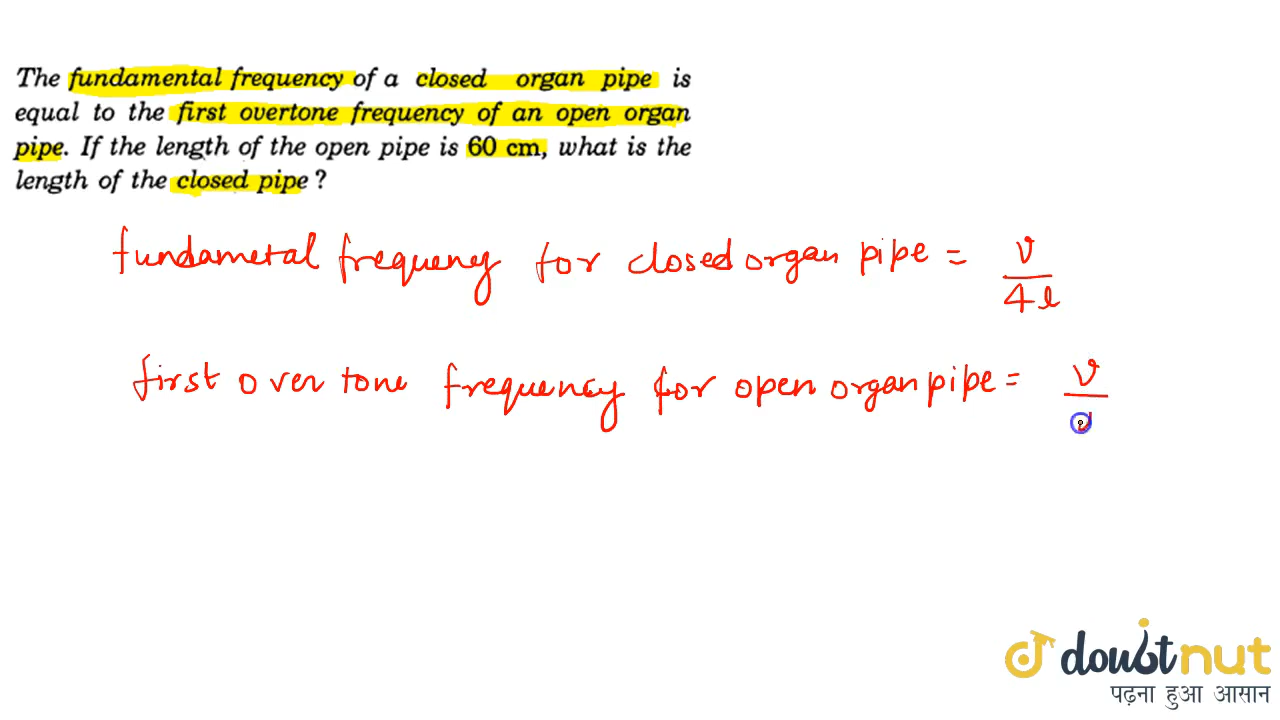 The fundamental frequency of a closed organ pipe is
equal to the first overtone frequency of an open organ
pipe. If the length of the open pipe is 60 cm, what is the
length of the closed pipe ?
fundametal frequency for closed organ pipe = v
4l
first over tone frequency for open organ pipe = v
doubtnut
पढ़ना हुआ आसान